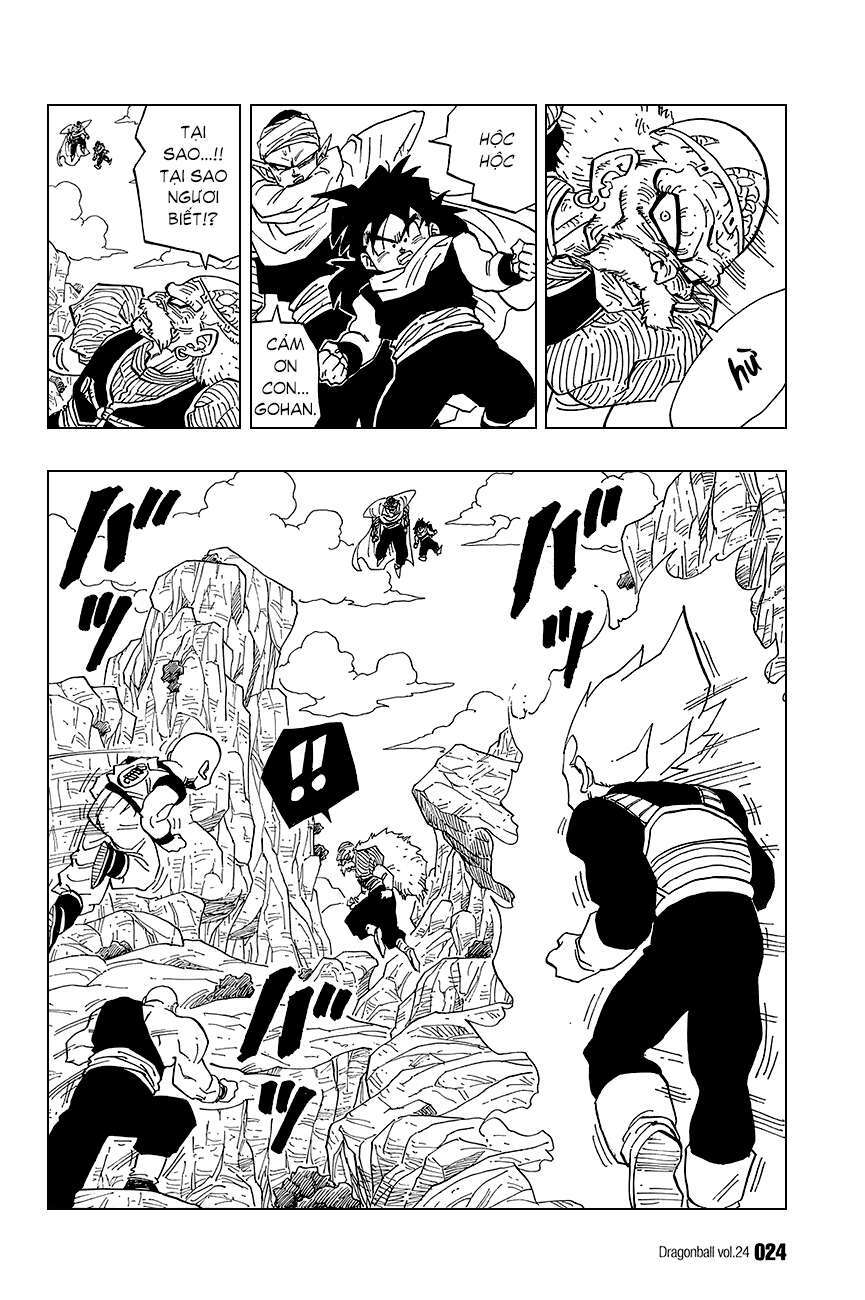 hừ
HỘC
HỘC
CẢM
ƠN
CON...
GOHAN.
TẠI
SAO...!!
TẠI SAO
NGƯƠI
BIẾT!?
バッ
バッ
!!
バッ
Dragonball vol.24 024